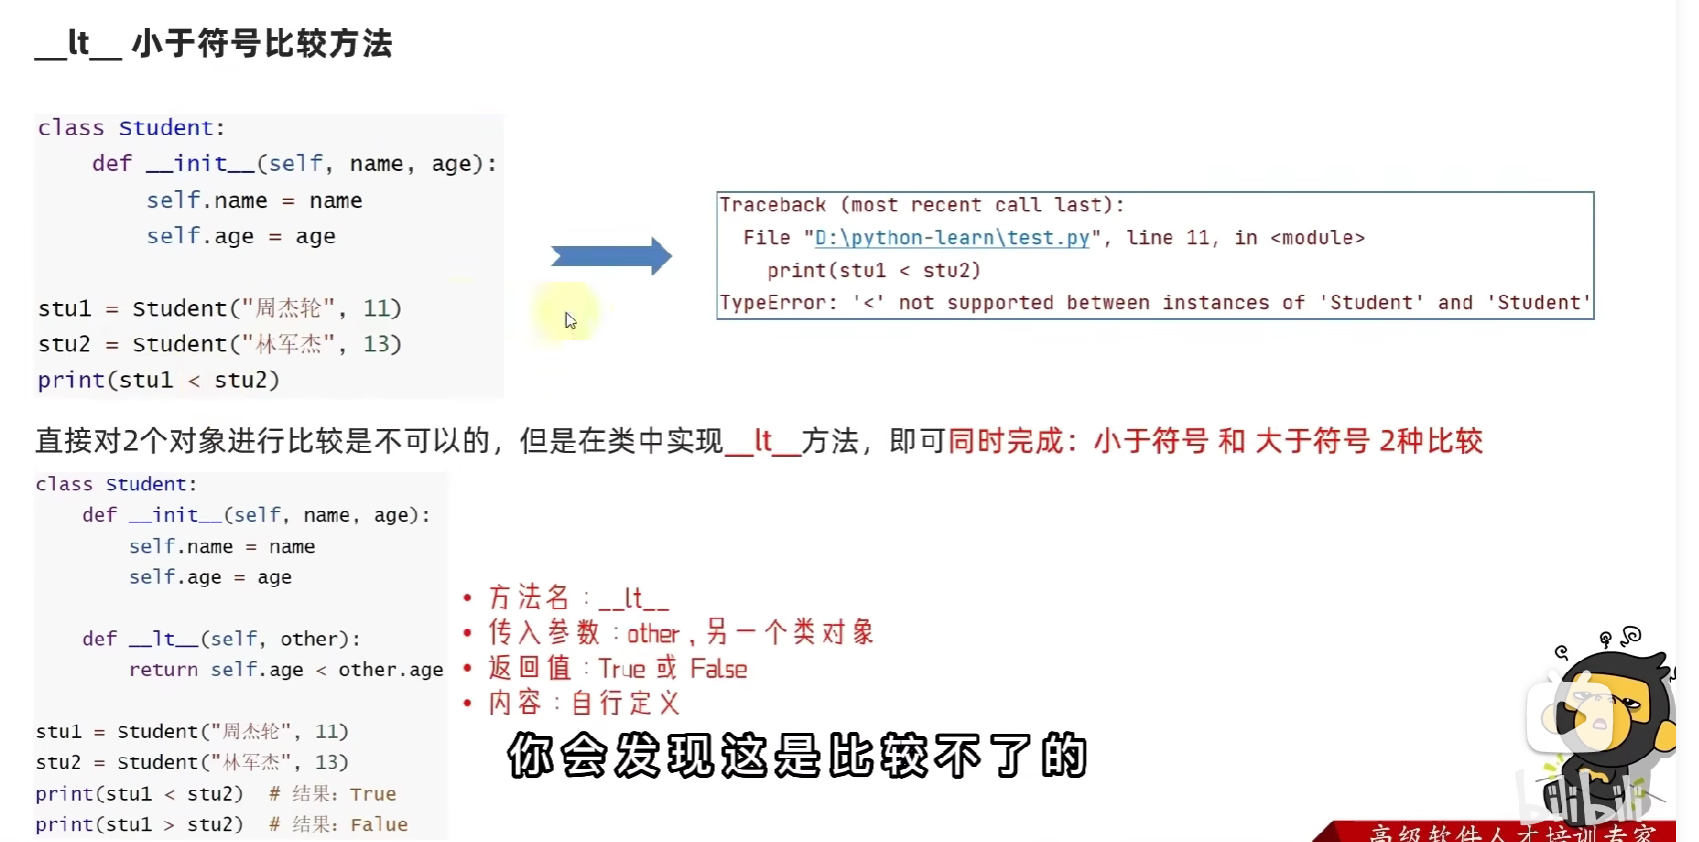 __lt__ 小于符号比较方法
class Student:
    def __init__(self, name, age):
        self.name = name
        self.age = age
stu1 = Student("周杰轮", 11)
stu2 = Student("林军杰", 13)
print(stu1 < stu2)
Traceback (most recent call last):
  File "D:\python-learn\test.py", line 11, in <module>
    print(stu1 < stu2)
TypeError: '<' not supported between instances of 'Student' and 'Student'
直接对2个对象进行比较是不可以的，但是在类中实现__lt__方法，即可同时完成：小于符号 和 大于符号 2种比较
class Student:
    def __init__(self, name, age):
        self.name = name
        self.age = age
    def __lt__(self, other):
        return self.age < other.age
stu1 = Student("周杰轮", 11)
stu2 = Student("林军杰", 13)
print(stu1 < stu2)  # 结果：True
print(stu1 > stu2)  # 结果：Falue
• 方法名：__lt__
• 传入参数：other，另一个类对象
• 返回值：True 或 False
• 内容：自行定义
你会发现这是比较不了的
bilibili
高级软件人才培训专家